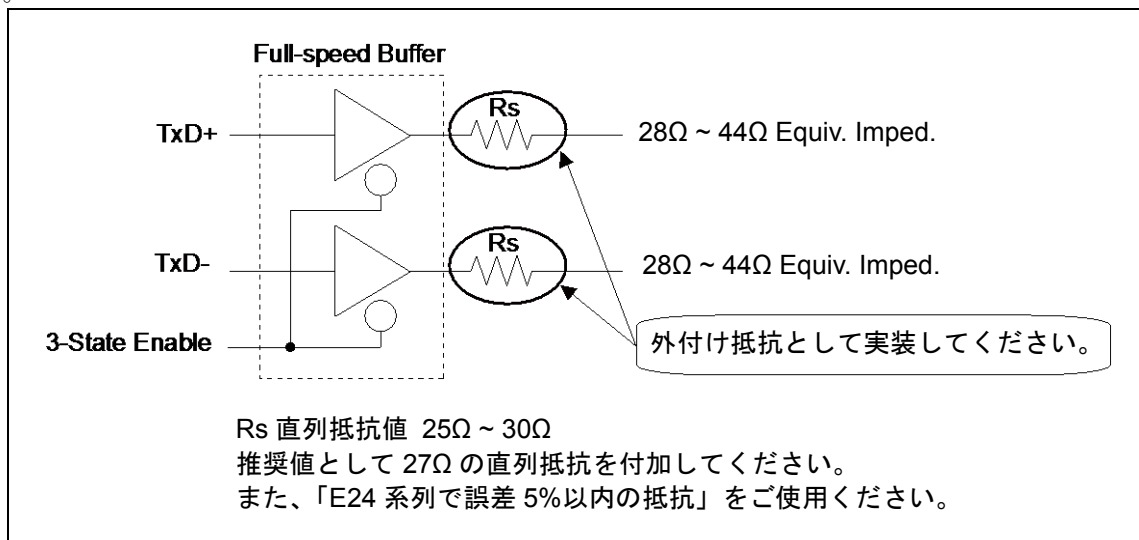 。
Full-speed Buffer
Rs
TxD+
28Ω ~ 44Ω Equiv. Imped.
Rs
TxD-
28Ω ~ 44Ω Equiv. Imped.
3-State Enable
外付け抵抗として実装してください。
Rs 直列抵抗値 25Ω ~ 30Ω
推奨値として 27Ω の直列抵抗を付加してください。
また、「E24 系列で誤差 5%以内の抵抗」をご使用ください。